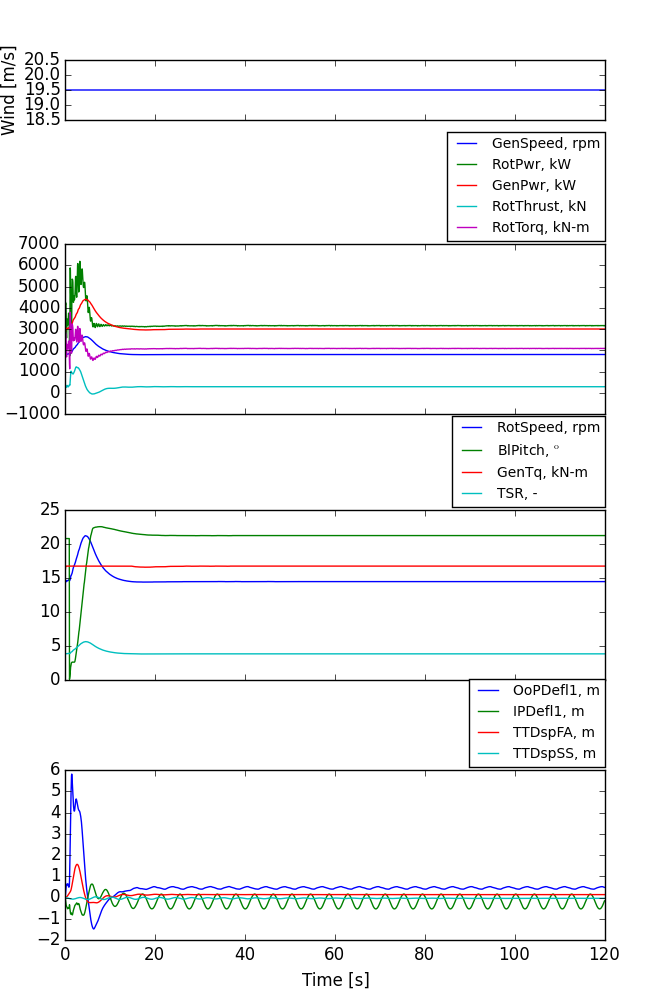 Wind [m/s]
20.5
20.0
19.5
19.0
18.5
GenSpeed, rpm
RotPwr, kW
GenPwr, kW
RotThrust, kN
RotTorq, kN-m
7000
6000
5000
4000
3000
2000
1000
0
−1000
RotSpeed, rpm
BlPitch, °
GenTq, kN-m
TSR, -
25
20
15
10
5
0
OoPDefl1, m
IPDefl1, m
TTDspFA, m
TTDspSS, m
6
5
4
3
2
1
0
−1
−2
0 20 40 60 80 100 120
Time [s]